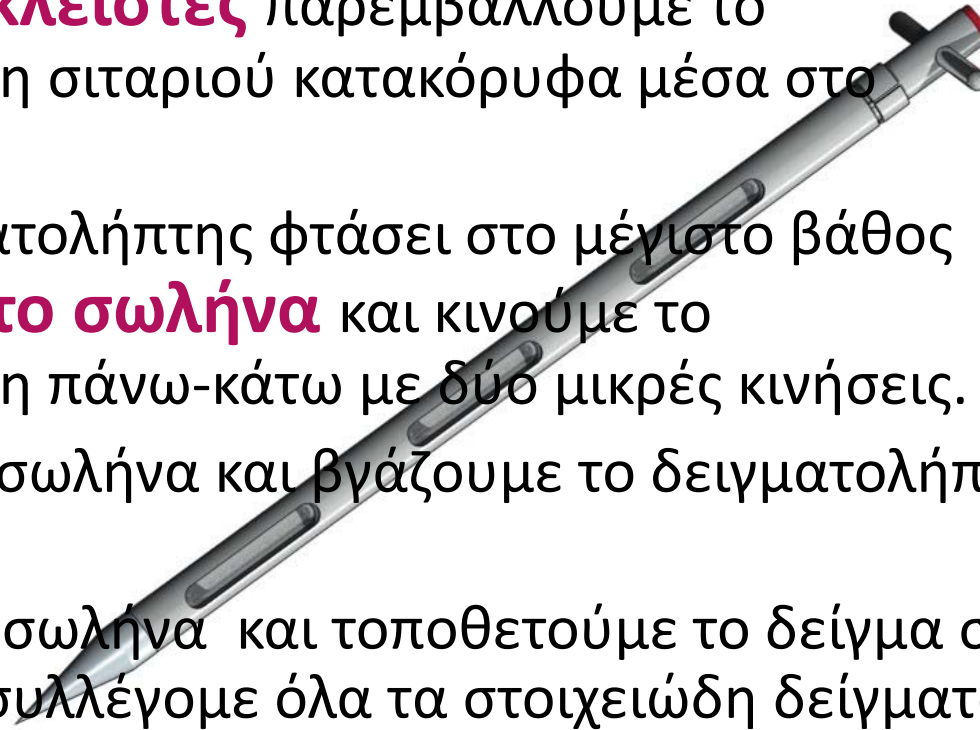 κλειστές παρεμβάλλουμε το
η σιταριού κατακόρυφα μέσα στο
ατολήπτης φτάσει στο μέγιστο βάθος
το σωλήνα και κινούμε το
η πάνω-κάτω με δύο μικρές κινήσεις.
σωλήνα και βγάζουμε το δειγματολήπ
σωλήνα και τοποθετούμε το δείγμα σ
συλλέγομε όλα τα στοιχειώδη δείγματ